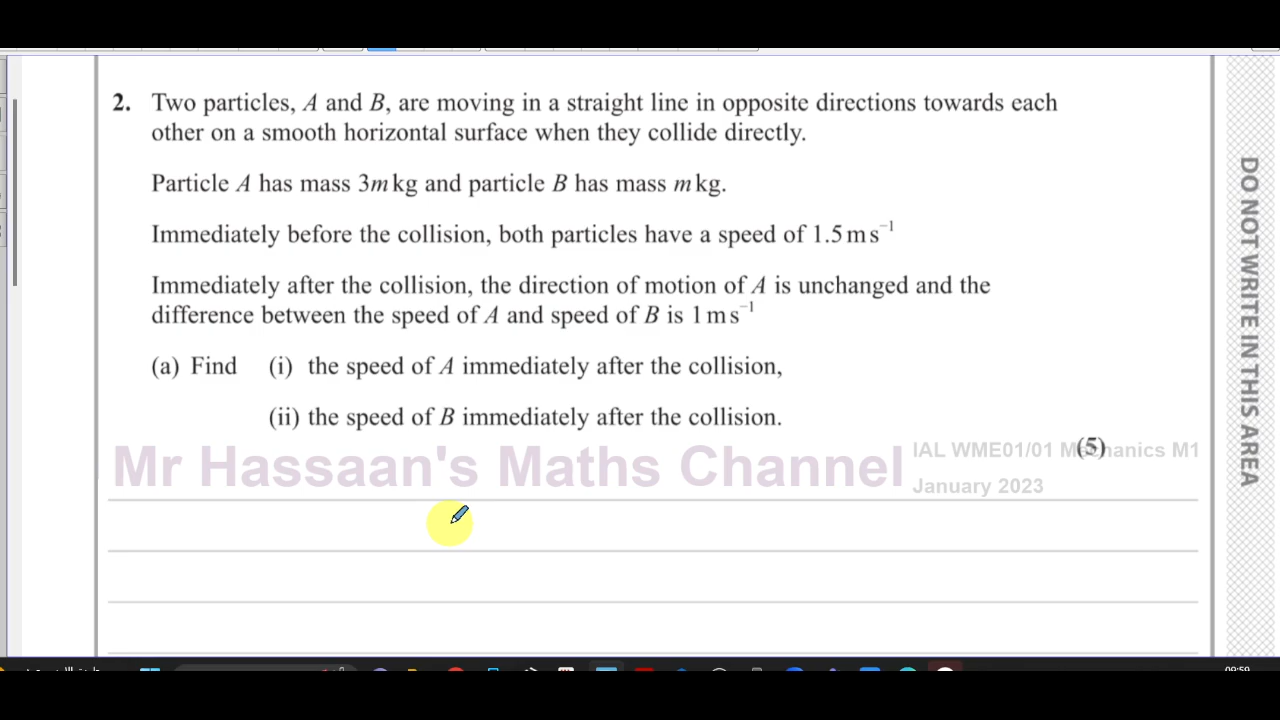 2. Two particles, A and B, are moving in a straight line in opposite directions towards each
other on a smooth horizontal surface when they collide directly.
Particle A has mass 3m kg and particle B has mass m kg.
Immediately before the collision, both particles have a speed of 1.5 m s⁻¹
Immediately after the collision, the direction of motion of A is unchanged and the
difference between the speed of A and speed of B is 1 m s⁻¹
(a) Find (i) the speed of A immediately after the collision,
(ii) the speed of B immediately after the collision.
(5)
Mr Hassaan's Maths Channel
IAL WME01/01 Mechanics M1
January 2023
DO NOT WRITE IN THIS AREA